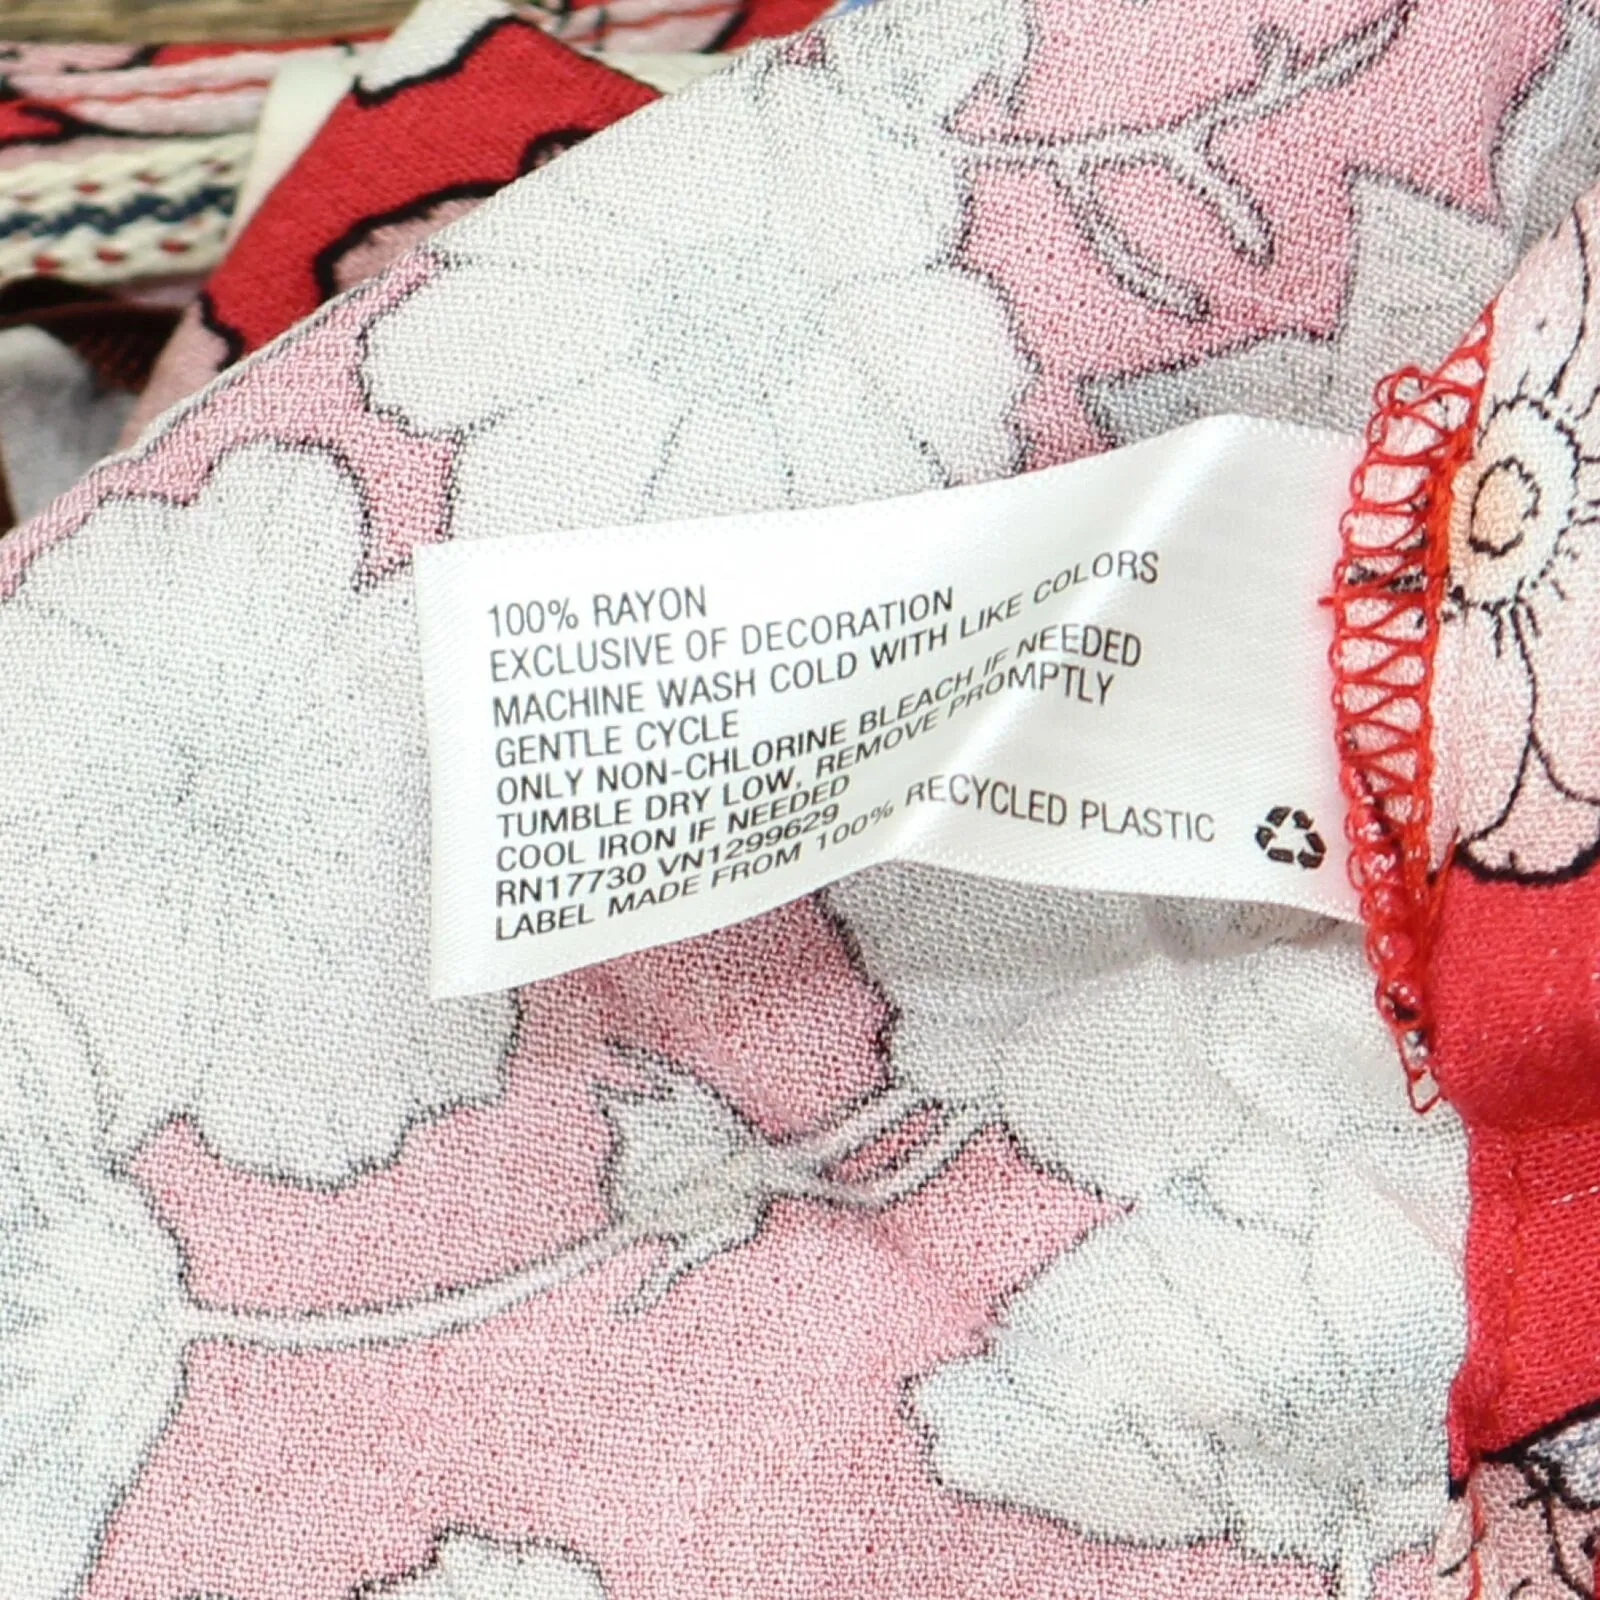 100% RAYON
EXCLUSIVE OF DECORATION
MACHINE WASH COLD WITH LIKE COLORS
GENTLE CYCLE
ONLY NON-CHLORINE BLEACH IF NEEDED
TUMBLE DRY LOW, REMOVE PROMPTLY
COOL IRON IF NEEDED
RN17730 VN1299629
LABEL MADE FROM 100% RECYCLED PLASTIC